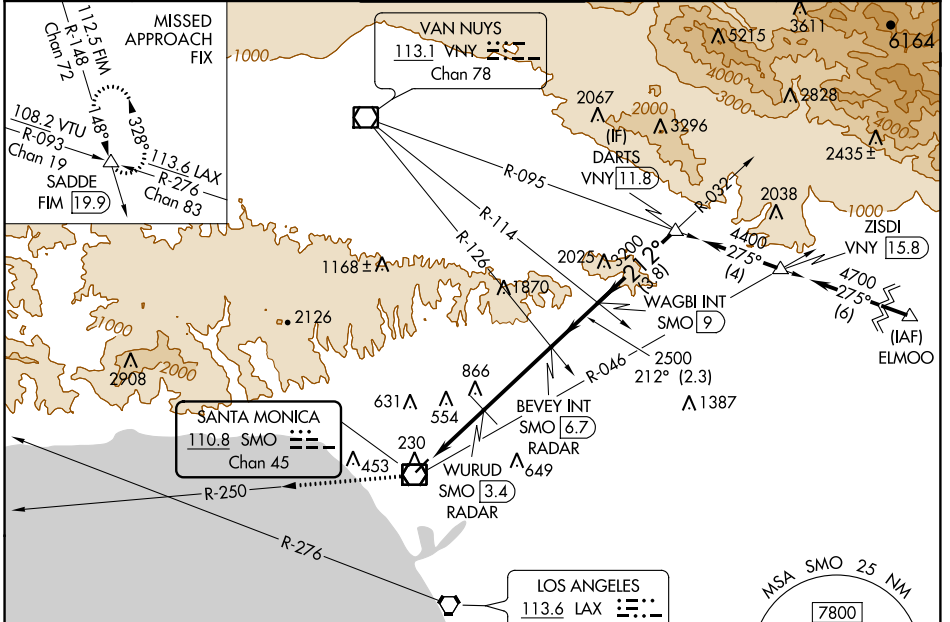 MISSED
APPROACH
FIX
112.5 FIM
R-148
Chan 72
148°
328°
108.2 VTU
R-093
Chan 19
113.6 LAX
R-276
Chan 83
SADDE
FIM 19.9
1000
VAN NUYS
113.1 VNY
Chan 78
5215
3611
6164
4000
3000
2828
4000
2435 ±
2067
2000
3296
(IF)
DARTS
VNY 11.8
R-095
R-032
2038
1000
ZISDI
VNY 15.8
R-114
R-126
4400
275°
(4)
4700
275°
(6)
(IAF)
ELMOO
2025
3200
212°
(3.8)
1168 ±
1870
WAGBI INT
SMO 9
2126
1000
2908
2000
R-046
2500
212° (2.3)
1387
866
631
554
BEVEY INT
SMO 6.7
RADAR
SANTA MONICA
110.8 SMO
Chan 45
230
453
649
WURUD
SMO 3.4
RADAR
R-250
R-276
LOS ANGELES
113.6 LAX
MSA SMO 25 NM
7800